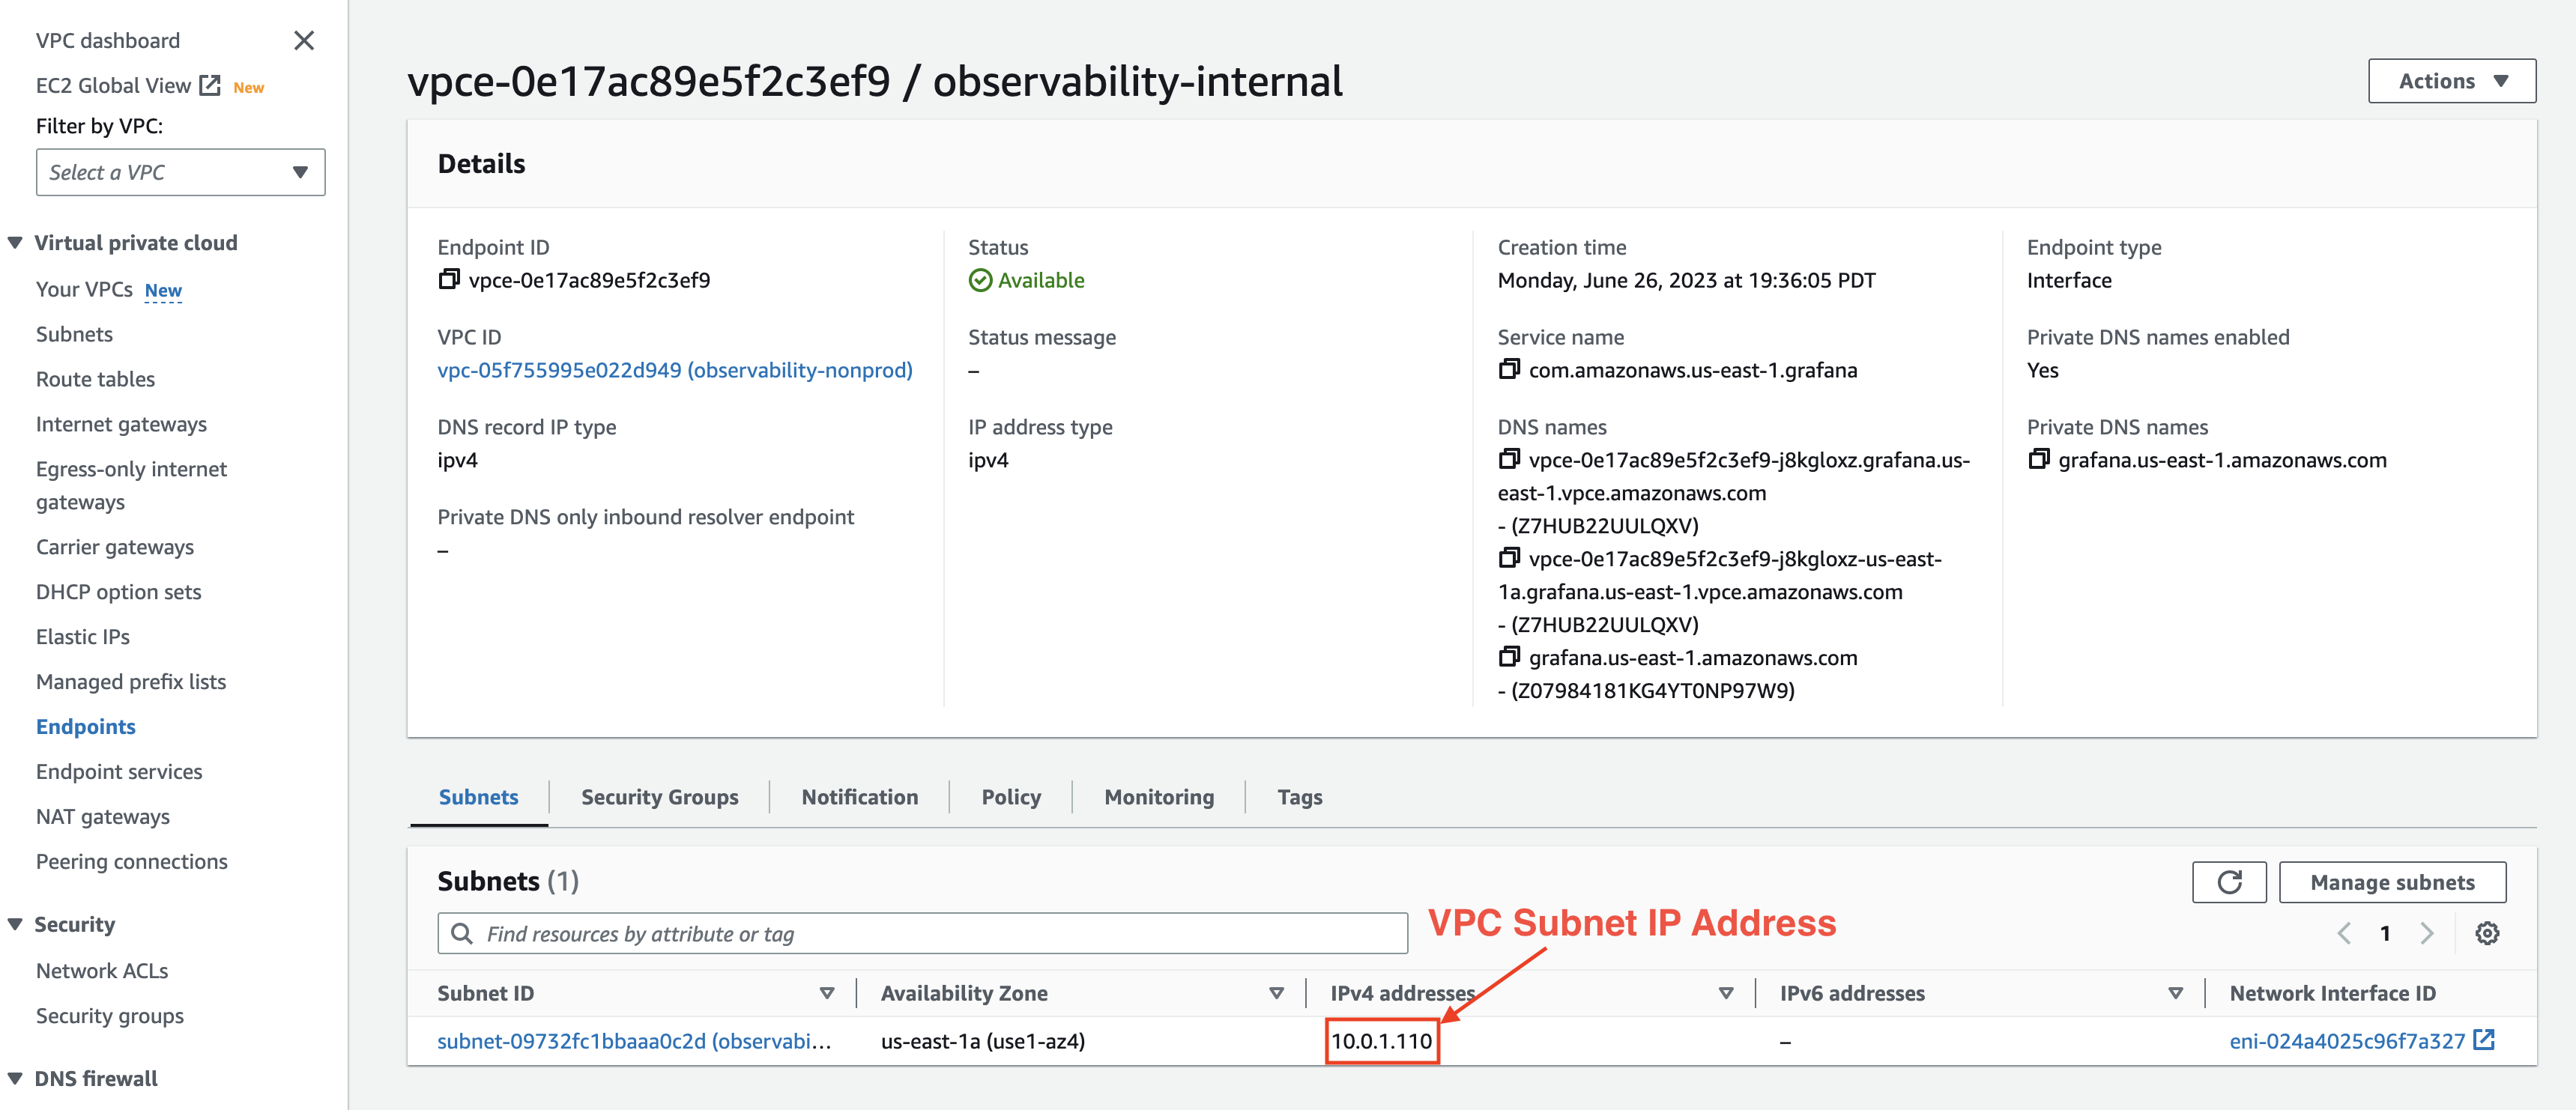 VPC dashboard
EC2 Global View New
Filter by VPC:
Select a VPC
Virtual private cloud
Your VPCs New
Subnets
Route tables
Internet gateways
Egress-only internet
gateways
Carrier gateways
DHCP option sets
Elastic IPs
Managed prefix lists
Endpoints
Endpoint services
NAT gateways
Peering connections
Security
Network ACLs
Security groups
DNS firewall
vpce-0e17ac89e5f2c3ef9 / observability-internal
Actions
Details
Endpoint ID
vpce-0e17ac89e5f2c3ef9
VPC ID
vpc-05f755995e022d949 (observability-nonprod)
DNS record IP type
ipv4
Private DNS only inbound resolver endpoint
–
Status
Available
Status message
–
IP address type
ipv4
Creation time
Monday, June 26, 2023 at 19:36:05 PDT
Service name
com.amazonaws.us-east-1.grafana
DNS names
vpce-0e17ac89e5f2c3ef9-j8kgloxz.grafana.us-
east-1.vpce.amazonaws.com
- (Z7HUB22UULQXV)
vpce-0e17ac89e5f2c3ef9-j8kgloxz-us-east-
1a.grafana.us-east-1.vpce.amazonaws.com
- (Z7HUB22UULQXV)
grafana.us-east-1.amazonaws.com
- (Z07984181KG4YT0NP97W9)
Endpoint type
Interface
Private DNS names enabled
Yes
Private DNS names
grafana.us-east-1.amazonaws.com
Subnets Security Groups Notification Policy Monitoring Tags
Subnets (1)
Manage subnets
Find resources by attribute or tag
VPC Subnet IP Address
1
Subnet ID Availability Zone IPv4 addresses IPv6 addresses Network Interface ID
subnet-09732fc1bbaaa0c2d (observabi... us-east-1a (use1-az4) 10.0.1.110 – eni-024a4025c96f7a327